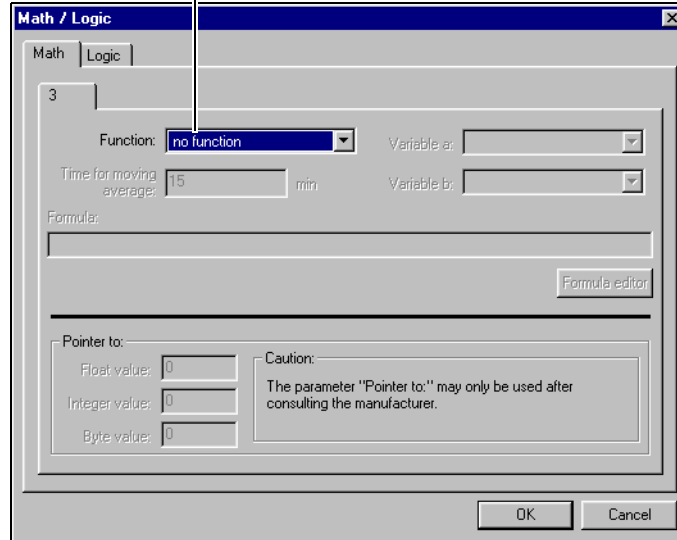 Math / Logic
Math Logic
3
Function: no function Variable a:
Time for moving
average: 15 min Variable b:
Formula:
Formula editor
Pointer to:
Float value: 0
Integer value: 0
Byte value: 0
Caution:
The parameter "Pointer to:" may only be used after
consulting the manufacturer.
OK Cancel